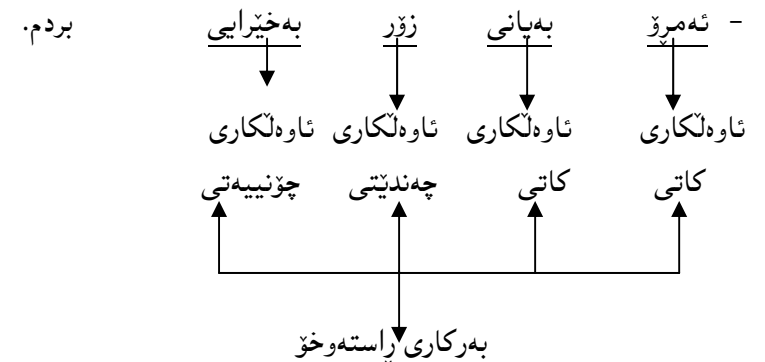 - ئەمڕۆ بەیانی زۆر بەخێرایی بردم.
ئاوەڵکاری ئاوەڵکاری ئاوەڵکاری ئاوەڵکاری
کاتی کاتی چەندێتی چۆنییەتی
بەرکاری ڕاستەوخۆ